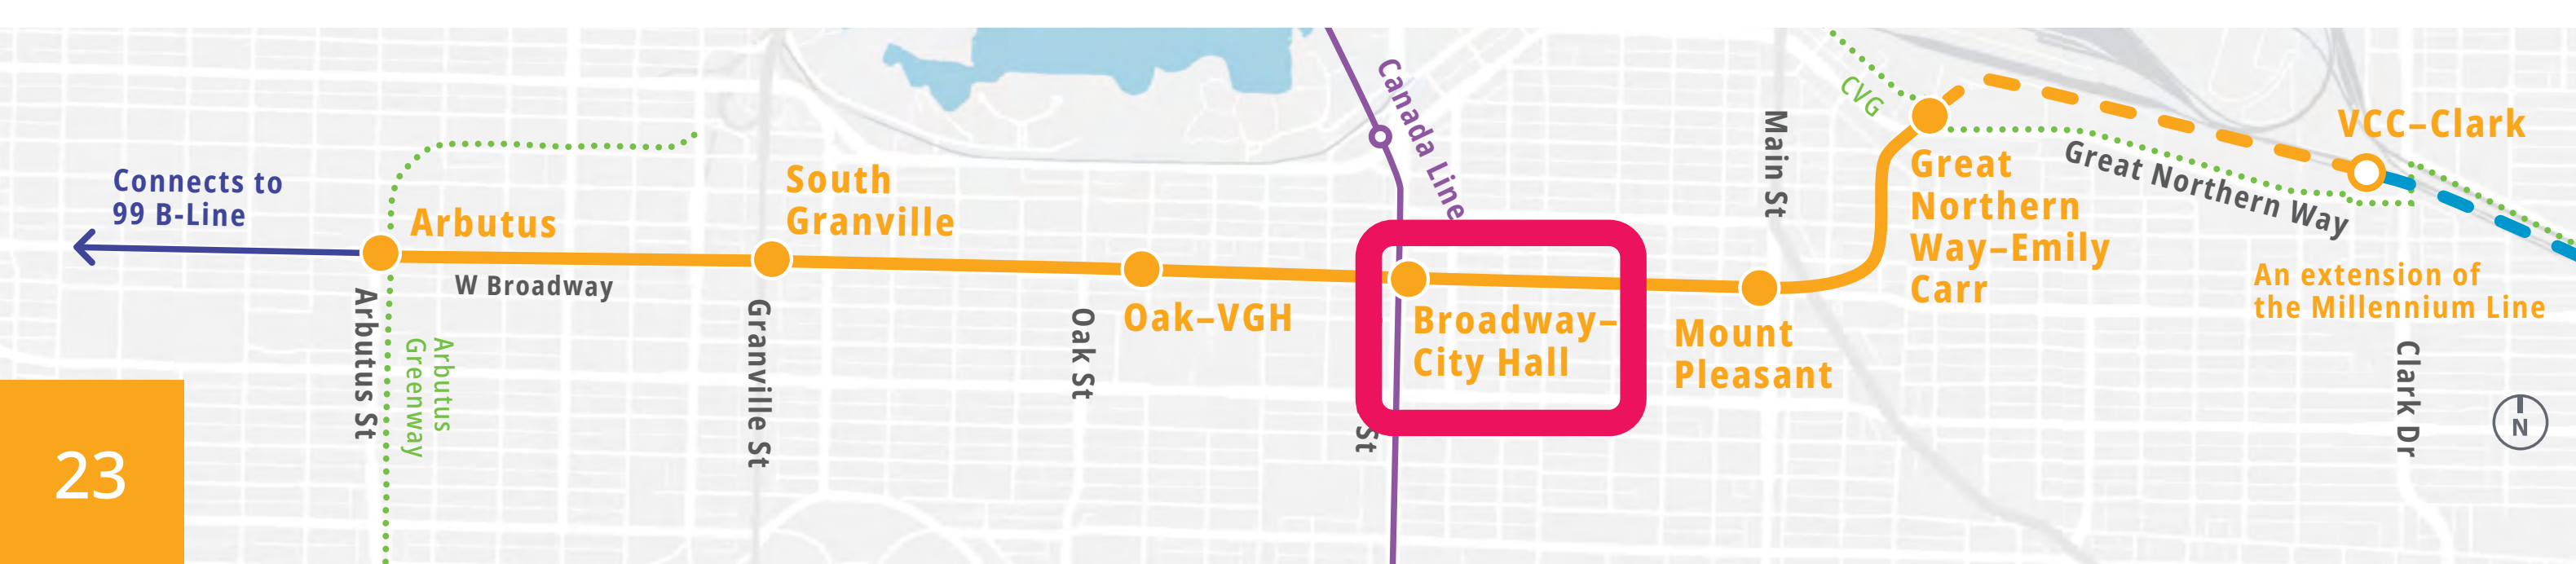 Connects to
99 B-Line
Arbutus
W Broadway
Arbutus St
Arbutus
Greenway
South
Granville
Granville St
Oak St
Oak–VGH
Canada Line
Broadway–
City Hall
St
Main St
Mount
Pleasant
CVG
Great
Northern
Way–Emily
Carr
Great Northern Way
VCC–Clark
An extension of
the Millennium Line
Clark Dr
N
23